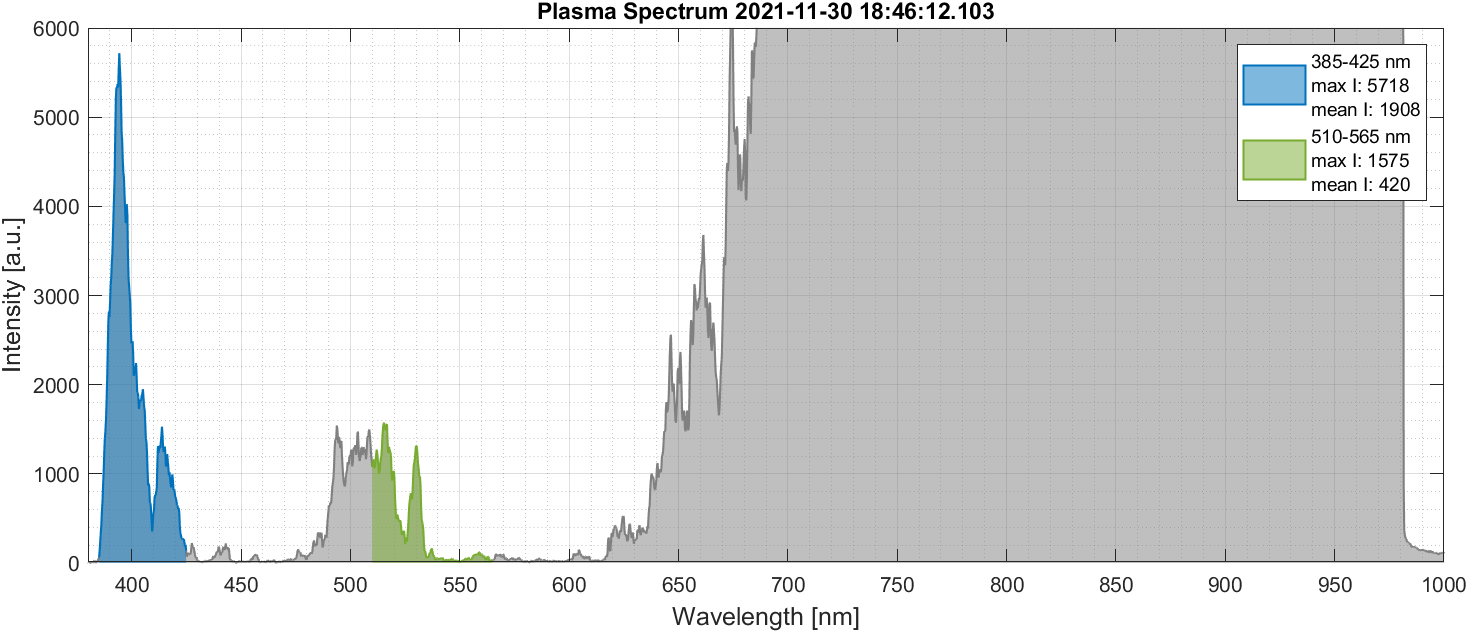 Plasma Spectrum 2021-11-30 18:46:12.103
6000
5000
4000
3000
2000
1000
0
Intensity [a.u.]
385-425 nm
max I: 5718
mean I: 1908
510-565 nm
max I: 1575
mean I: 420
400 450 500 550 600 650 700 750 800 850 900 950 1000
Wavelength [nm]